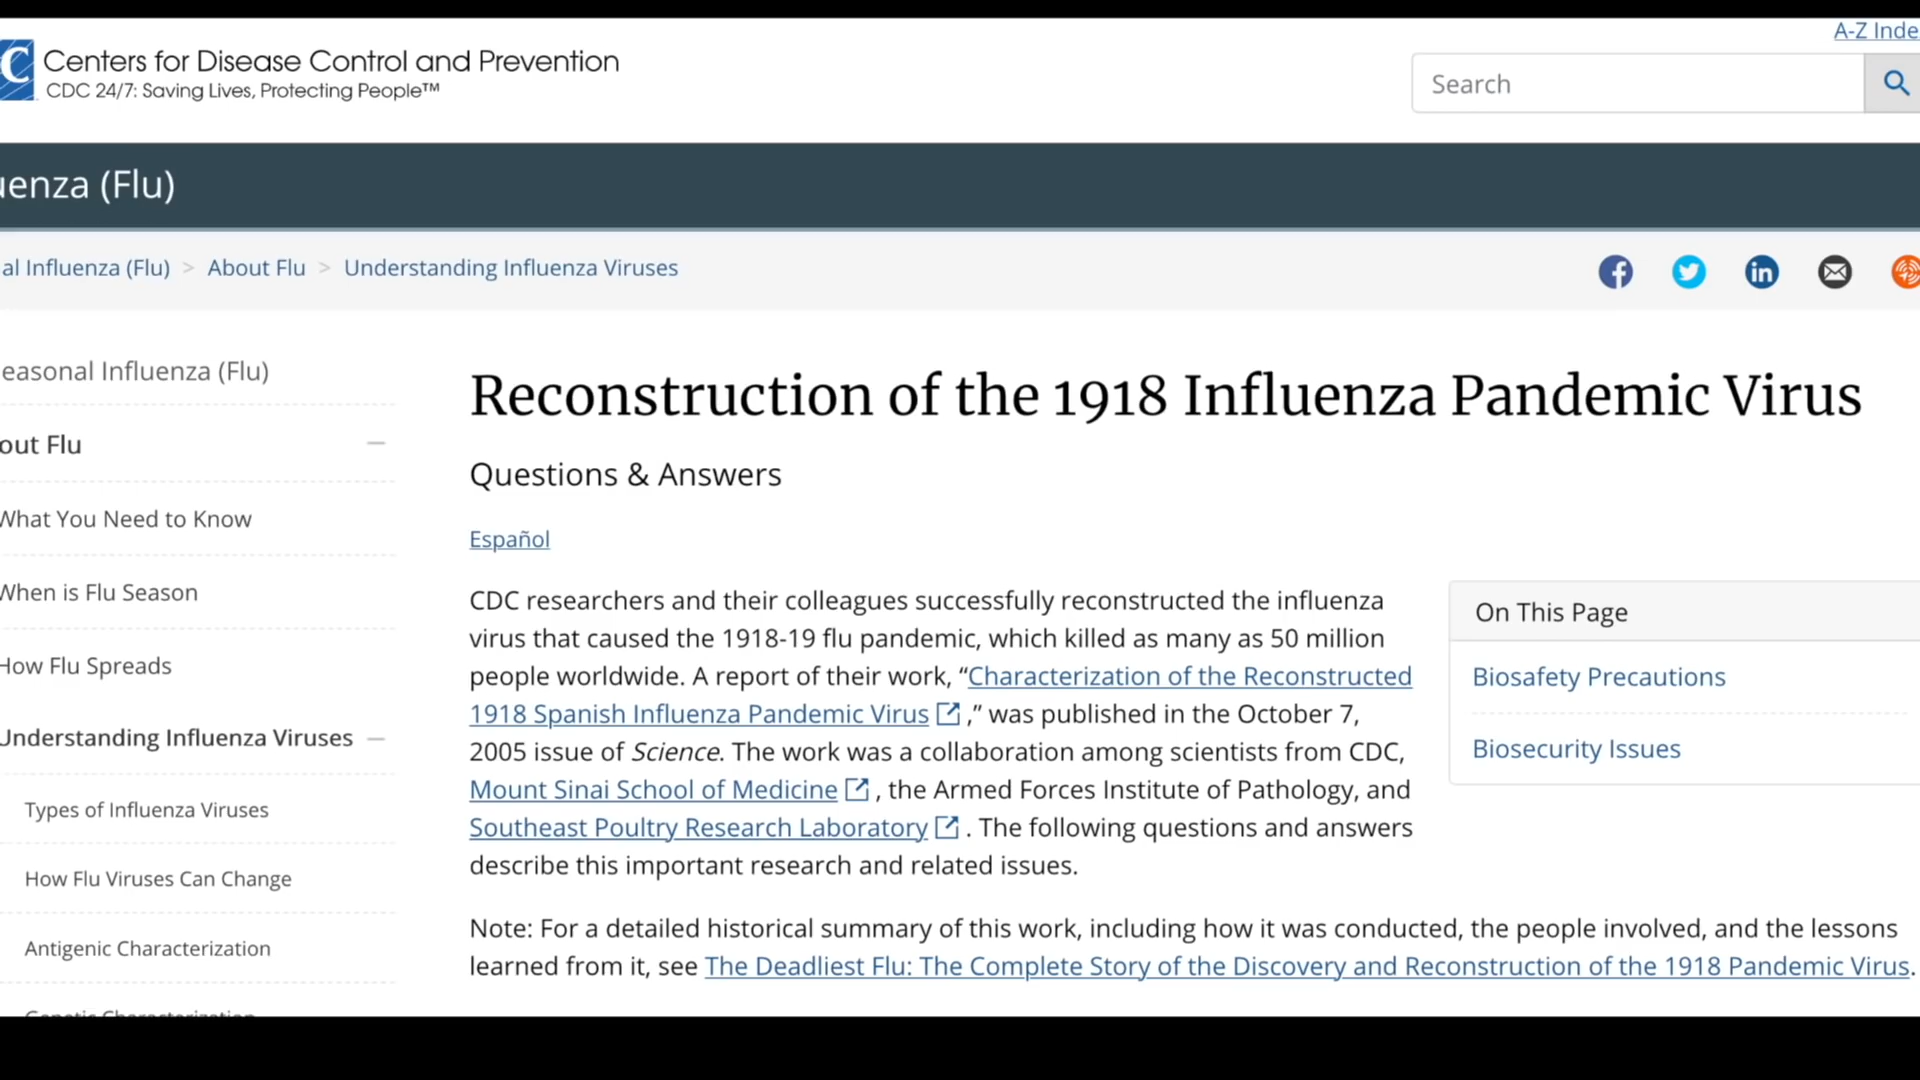 A-Z Inde
C Centers for Disease Control and Prevention
CDC 24/7: Saving Lives, Protecting People™
Search
uenza (Flu)
al Influenza (Flu) > About Flu > Understanding Influenza Viruses
easonal Influenza (Flu)
out Flu
What You Need to Know
When is Flu Season
How Flu Spreads
Understanding Influenza Viruses
Types of Influenza Viruses
How Flu Viruses Can Change
Antigenic Characterization
Genetic Characterization
Reconstruction of the 1918 Influenza Pandemic Virus
Questions & Answers
Español
CDC researchers and their colleagues successfully reconstructed the influenza
virus that caused the 1918-19 flu pandemic, which killed as many as 50 million
people worldwide. A report of their work, “Characterization of the Reconstructed
1918 Spanish Influenza Pandemic Virus ,” was published in the October 7,
2005 issue of Science. The work was a collaboration among scientists from CDC,
Mount Sinai School of Medicine , the Armed Forces Institute of Pathology, and
Southeast Poultry Research Laboratory . The following questions and answers
describe this important research and related issues.
On This Page
Biosafety Precautions
Biosecurity Issues
Note: For a detailed historical summary of this work, including how it was conducted, the people involved, and the lessons
learned from it, see The Deadliest Flu: The Complete Story of the Discovery and Reconstruction of the 1918 Pandemic Virus.